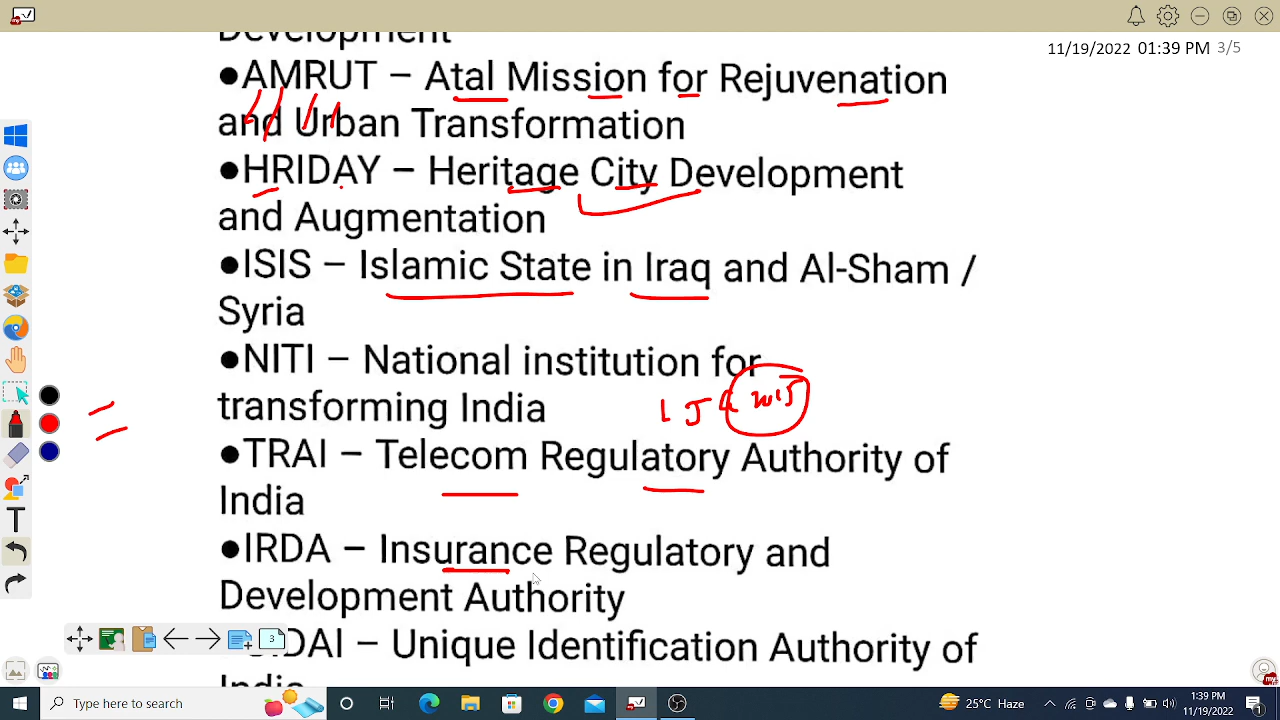 11/19/2022 01:39 PM 3/5
Development
●AMRUT – Atal Mission for Rejuvenation
and Urban Transformation
●HRIDAY – Heritage City Development
and Augmentation
●ISIS – Islamic State in Iraq and Al-Sham /
Syria
●NITI – National institution for
transforming India
●TRAI – Telecom Regulatory Authority of
India
●IRDA – Insurance Regulatory and
Development Authority
Unique Identification Authority of
India
3
Type here to search
25°C Haze
1:39 PM
11/19/2022